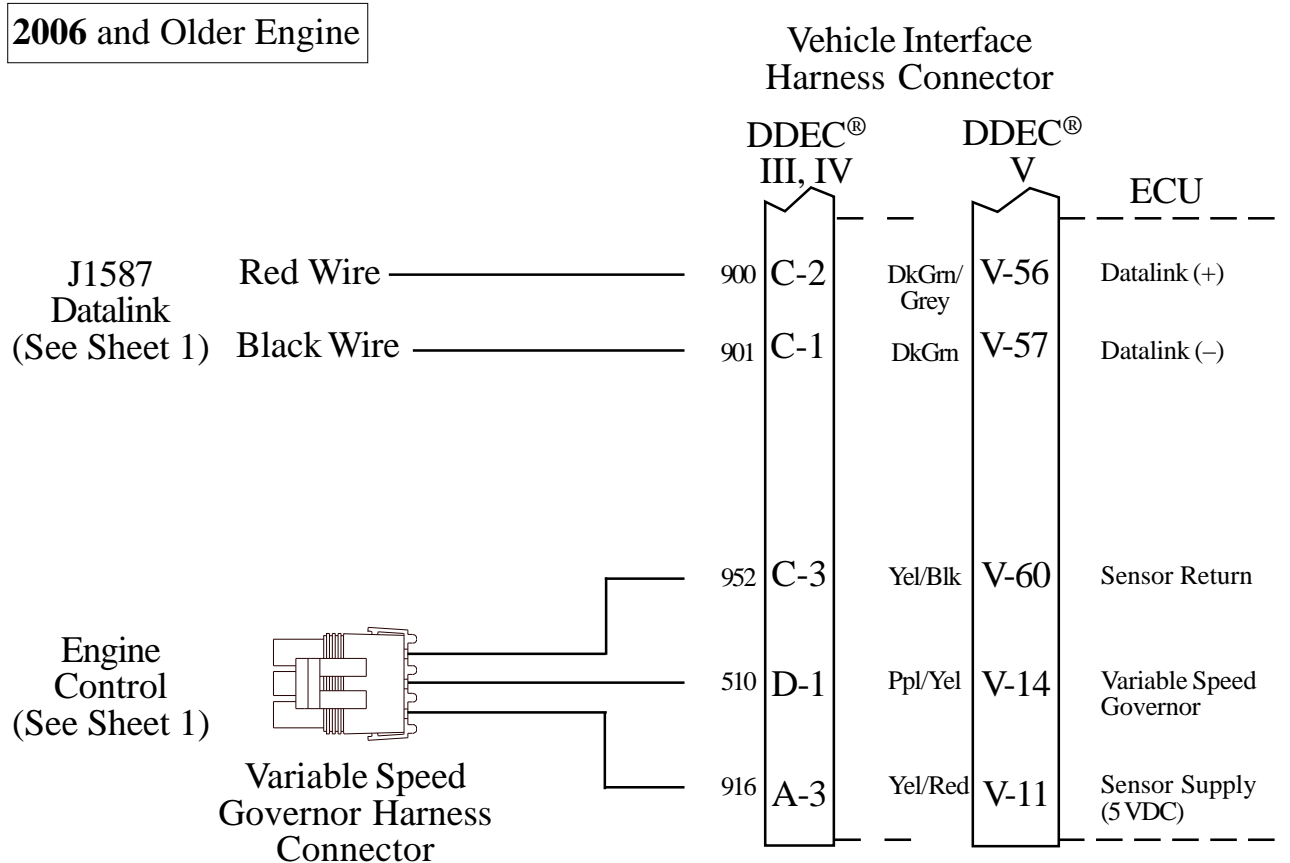 2006 and Older Engine
Vehicle Interface
Harness Connector
DDEC®
III, IV
DDEC®
V
ECU
J1587
Datalink
(See Sheet 1)
Red Wire
900
C-2
DkGrn/
Grey
V-56
Datalink (+)
Black Wire
901
C-1
DkGrn
V-57
Datalink (–)
952
C-3
Yel/Blk
V-60
Sensor Return
Engine
Control
(See Sheet 1)
510
D-1
Ppl/Yel
V-14
Variable Speed
Governor
916
A-3
Yel/Red
V-11
Sensor Supply
(5 VDC)
Variable Speed
Governor Harness
Connector